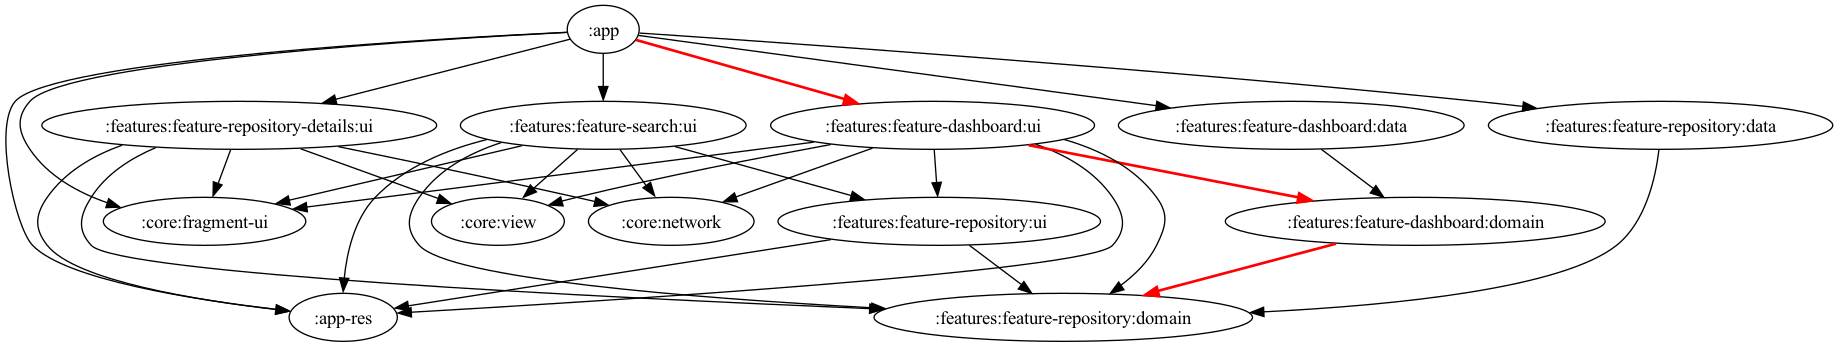 :app
:features:feature-repository-details:ui
:features:feature-search:ui
:features:feature-dashboard:ui
:features:feature-dashboard:data
:features:feature-repository:data
:core:fragment-ui
:core:view
:core:network
:features:feature-repository:ui
:features:feature-dashboard:domain
:app-res
:features:feature-repository:domain